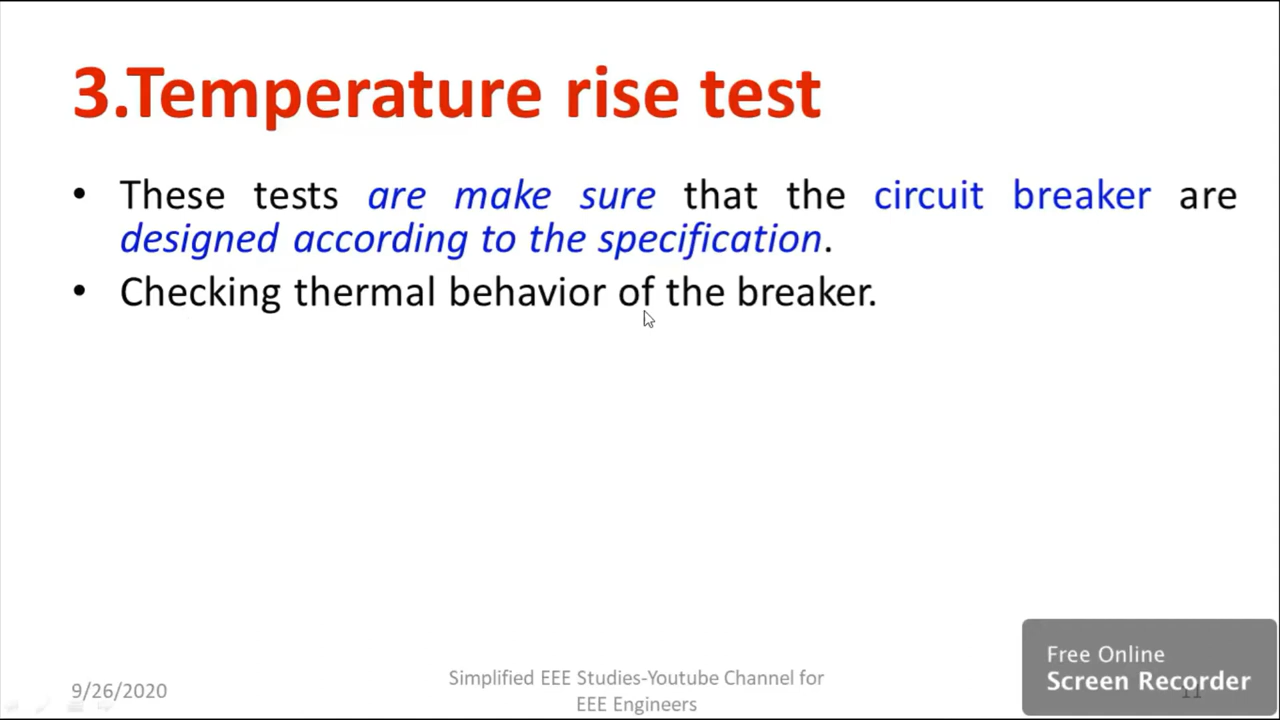 3.Temperature rise test
• These tests are make sure that the circuit breaker are
designed according to the specification.
• Checking thermal behavior of the breaker.
9/26/2020
Simplified EEE Studies-Youtube Channel for
EEE Engineers
Free Online
Screen Recorder
11